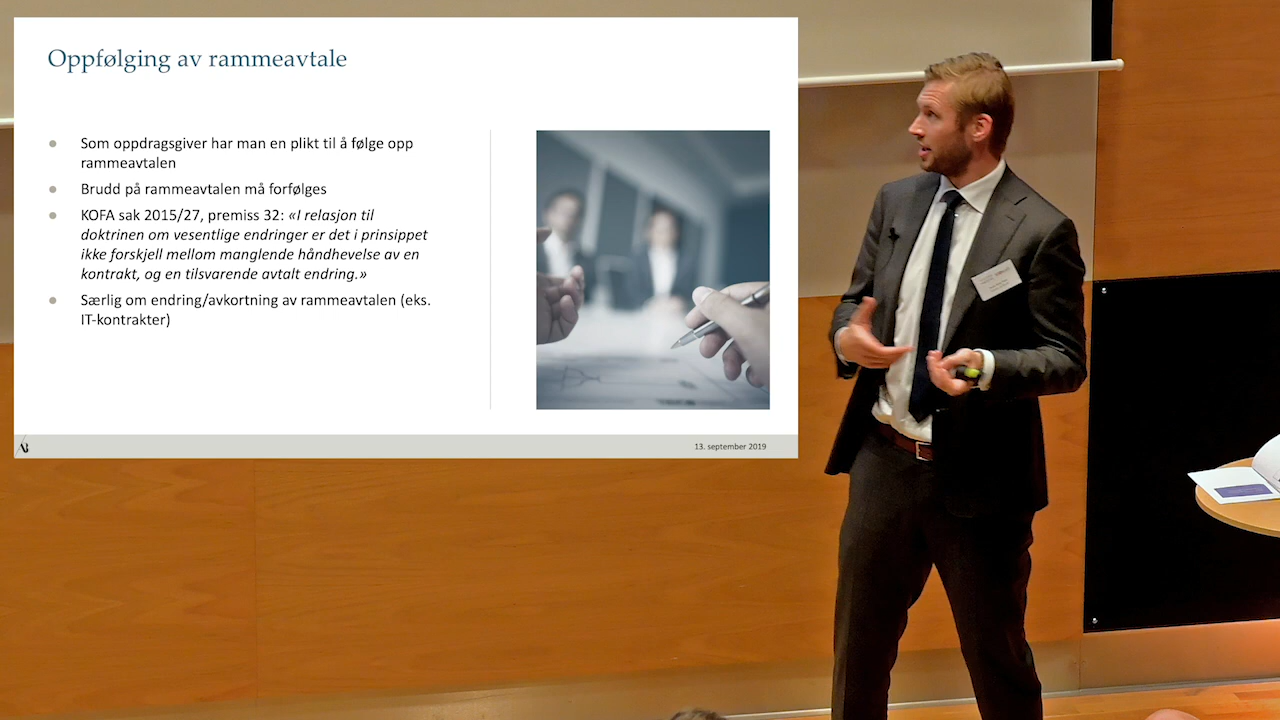 Oppfølging av rammeavtale
Som oppdragsgiver har man en plikt til å følge opp
rammeavtalen
Brudd på rammeavtalen må forfølges
KOFA sak 2015/27, premiss 32: «I relasjon til
doktrinen om vesentlige endringer er det i prinsippet
ikke forskjell mellom manglende håndhevelse av en
kontrakt, og en tilsvarende avtalt endring.»
Særlig om endring/avkortning av rammeavtalen (eks.
IT-kontrakter)
13. september 2019